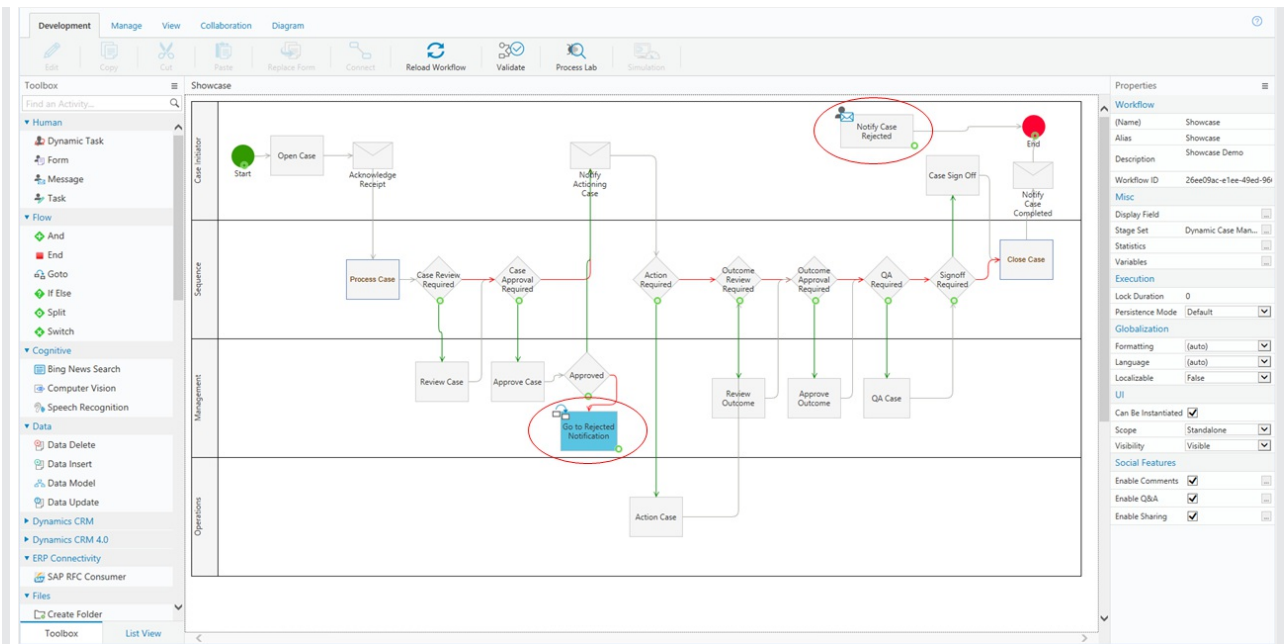 Development
Manage
View
Collaboration
Diagram
Edit
Copy
Cut
Paste
Replace Form
Connect
Reload Workflow
Validate
Process Lab
Simulation
Toolbox
Find an Activity...
Human
Dynamic Task
Form
Message
Task
Flow
And
End
Goto
If Else
Split
Switch
Cognitive
Bing News Search
Computer Vision
Speech Recognition
Data
Data Delete
Data Insert
Data Model
Data Update
Dynamics CRM
Dynamics CRM 4.0
ERP Connectivity
SAP RFC Consumer
Files
Create Folder
Toolbox
List View
Showcase
Case Initiator
Start
Open Case
Acknowledge
Receipt
Notify
Actioning
Case
Notify Case
Rejected
End
Case Sign Off
Notify
Case
Completed
Sequence
Process Case
Case Review
Required
Case
Approval
Required
Action
Required
Outcome
Review
Required
Outcome
Approval
Required
QA
Required
Signoff
Required
Close Case
Management
Review Case
Approve Case
Approved
Go to Rejected
Notification
Review
Outcome
Approve
Outcome
QA Case
Operations
Action Case
Properties
Workflow
(Name) Showcase
Alias Showcase
Description Showcase Demo
Workflow ID 26ee09ac-e1ee-49ed-96
Misc
Display Field ...
Stage Set Dynamic Case Man... ...
Statistics ...
Variables ...
Execution
Lock Duration 0
Persistence Mode Default
Globalization
Formatting (auto)
Language (auto)
Localizable False
UI
Can Be Instantiated
Scope Standalone
Visibility Visible
Social Features
Enable Comments ...
Enable Q&A ...
Enable Sharing ...